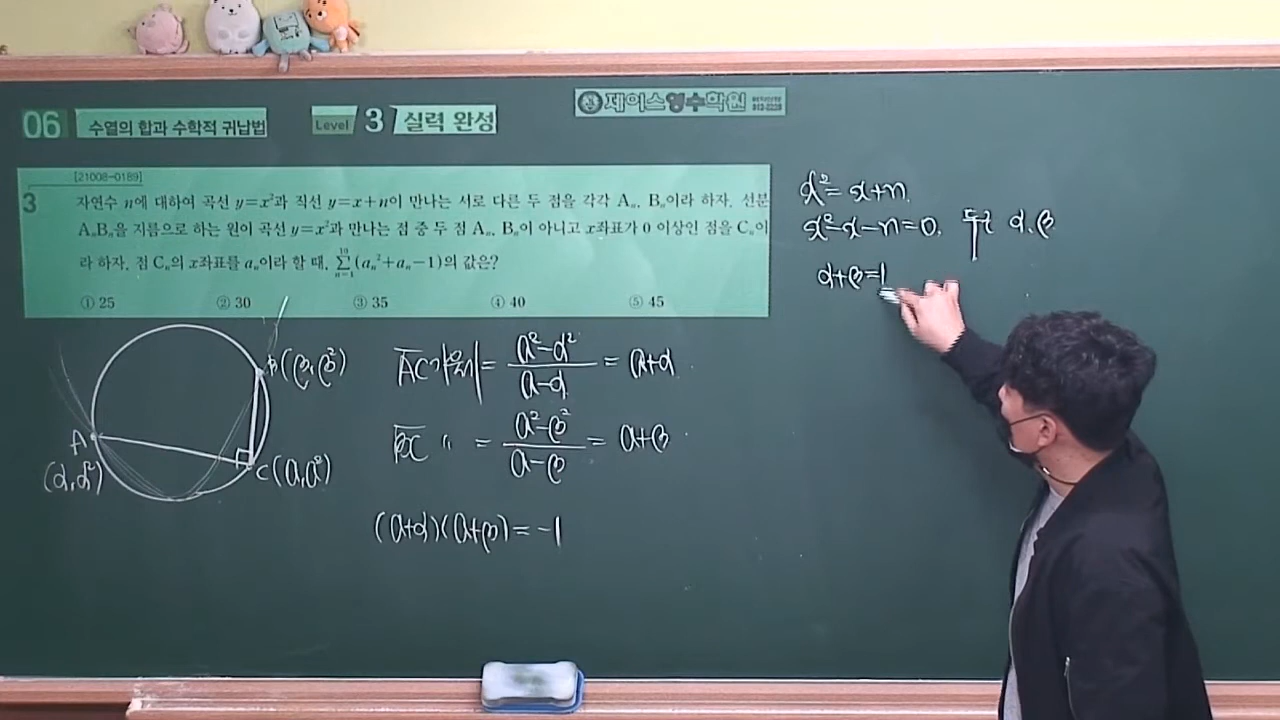 제이스영수학원
06 수열의 합과 수학적 귀납법 Level 3 실력 완성
[21008-0189]
3 자연수 n에 대하여 곡선 y=x²과 직선 y=x+n이 만나는 서로 다른 두 점을 각각 Aₙ, Bₙ이라 하자. 선분
AₙBₙ을 지름으로 하는 원이 곡선 y=x²과 만나는 점 중 두 점 Aₙ, Bₙ이 아니고 x좌표가 0 이상인 점을 Cₙ이
라 하자. 점 Cₙ의 x좌표를 aₙ이라 할 때, ∑ₙ₌₁¹⁰(aₙ²+aₙ-1)의 값은?
① 25 ② 30 ③ 35 ④ 40 ⑤ 45
B(β,β²)
A
(α,α²)
C(a,a²)
AC기울기 = (a²-α²)/(a-α) = a+α
BC 〃 = (a²-β²)/(a-β) = a+β
(a+α)(a+β)=-1
x²=x+n
x²-x-n=0. 두근 α,β
α+β=1